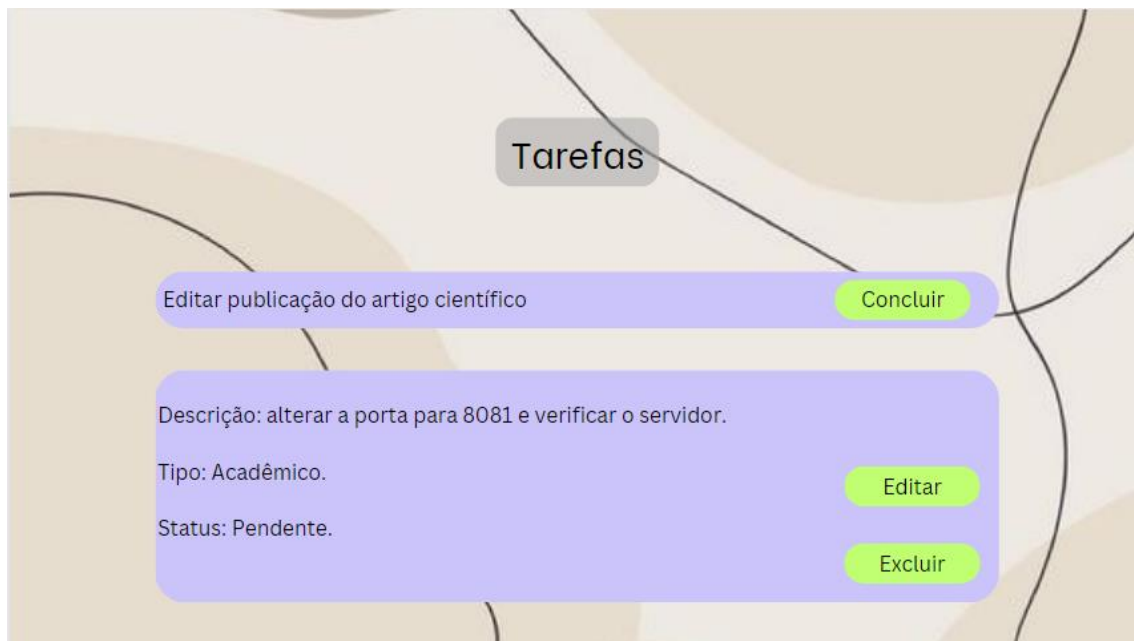 Tarefas
Editar publicação do artigo científico
Concluir
Descrição: alterar a porta para 8081 e verificar o servidor.
Tipo: Acadêmico.
Editar
Status: Pendente.
Excluir